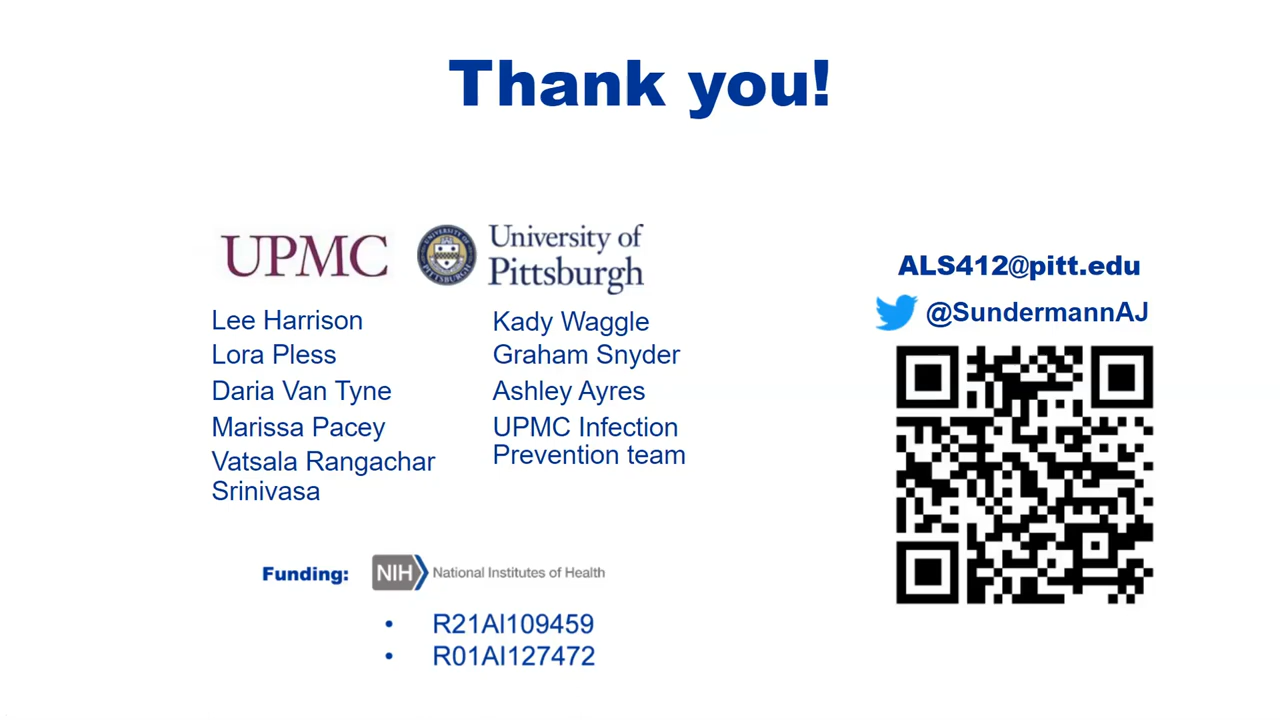 Thank you!
UPMC
University of
Pittsburgh
Lee Harrison
Lora Pless
Daria Van Tyne
Marissa Pacey
Vatsala Rangachar
Srinivasa
Kady Waggle
Graham Snyder
Ashley Ayres
UPMC Infection
Prevention team
ALS412@pitt.edu
@SundermannAJ
Funding: NIH National Institutes of Health
• R21AI109459
• R01AI127472